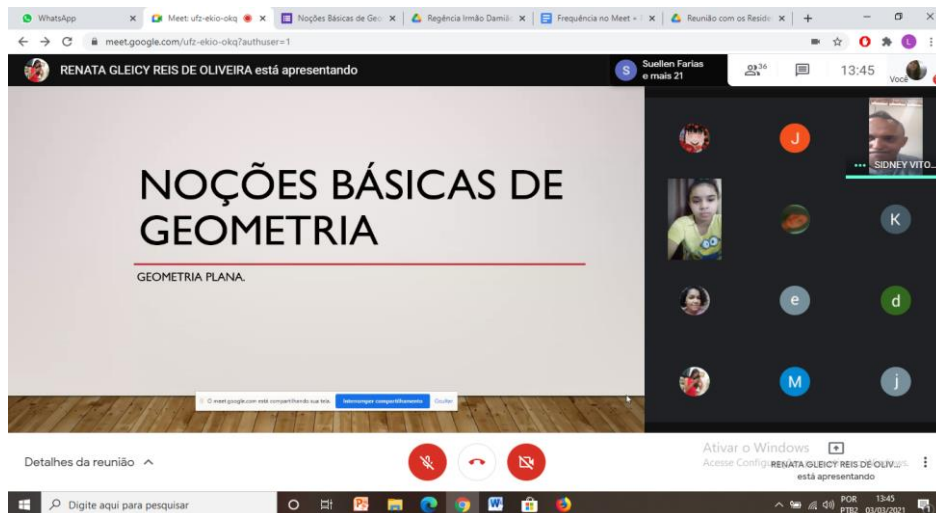 WhatsApp
Meet: ufz-ekio-okq
Noções Básicas de Geo
Regência Irmão Damiã
Frequência no Meet
Reunião com os Resid
meet.google.com/ufz-ekio-okq?authuser=1
L
RENATA GLEICY REIS DE OLIVEIRA está apresentando
S
Suellen Farias
e mais 21
36
13:45
Você
NOÇÕES BÁSICAS DE
GEOMETRIA
GEOMETRIA PLANA.
J
SIDNEY VITO...
K
e
d
M
j
O meet.google.com está compartilhando sua tela.
Interromper compartilhamento
Ocultar
Detalhes da reunião
Ativar o Windows
Acesse
RENATA GLEICY REIS DE OLIV...
está apresentando
Digite aqui para pesquisar
POR
13:45
PTB2
03/03/2021